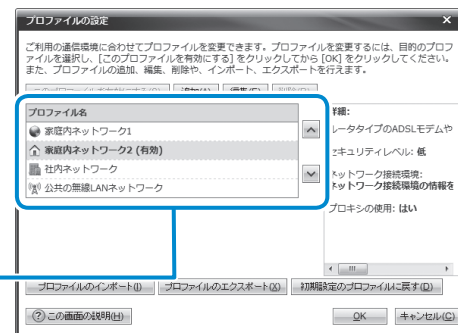 プロファイルの設定
ご利用の通信環境に合わせてプロファイルを変更できます。プロファイルを変更するには、目的のプロフ
ァイルを選択し、[このプロファイルを有効にする] をクリックしてから [OK] をクリックしてください。
また、プロファイルの追加、編集、削除や、インポート、エクスポートを行えます。
プロファイル名
家庭内ネットワーク1
家庭内ネットワーク2 (有効)
社内ネットワーク
公共の無線LANネットワーク
詳細:
ルータタイプのADSLモデムや
セキュリティレベル: 低
ネットワーク接続環境:
ネットワーク接続環境の情報を
プロキシの使用: はい
プロファイルのインポート(I) プロファイルのエクスポート(X) 初期設定のプロファイルに戻す(D)
?この画面の説明(H) OK キャンセル(C)